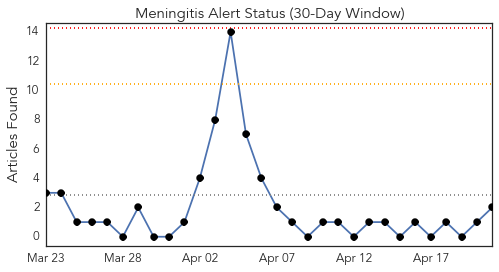 Meningitis Alert Status (30-Day Window)
Articles Found
14
12
10
8
6
4
2
0
Mar 23 Mar 28 Apr 02 Apr 07 Apr 12 Apr 17